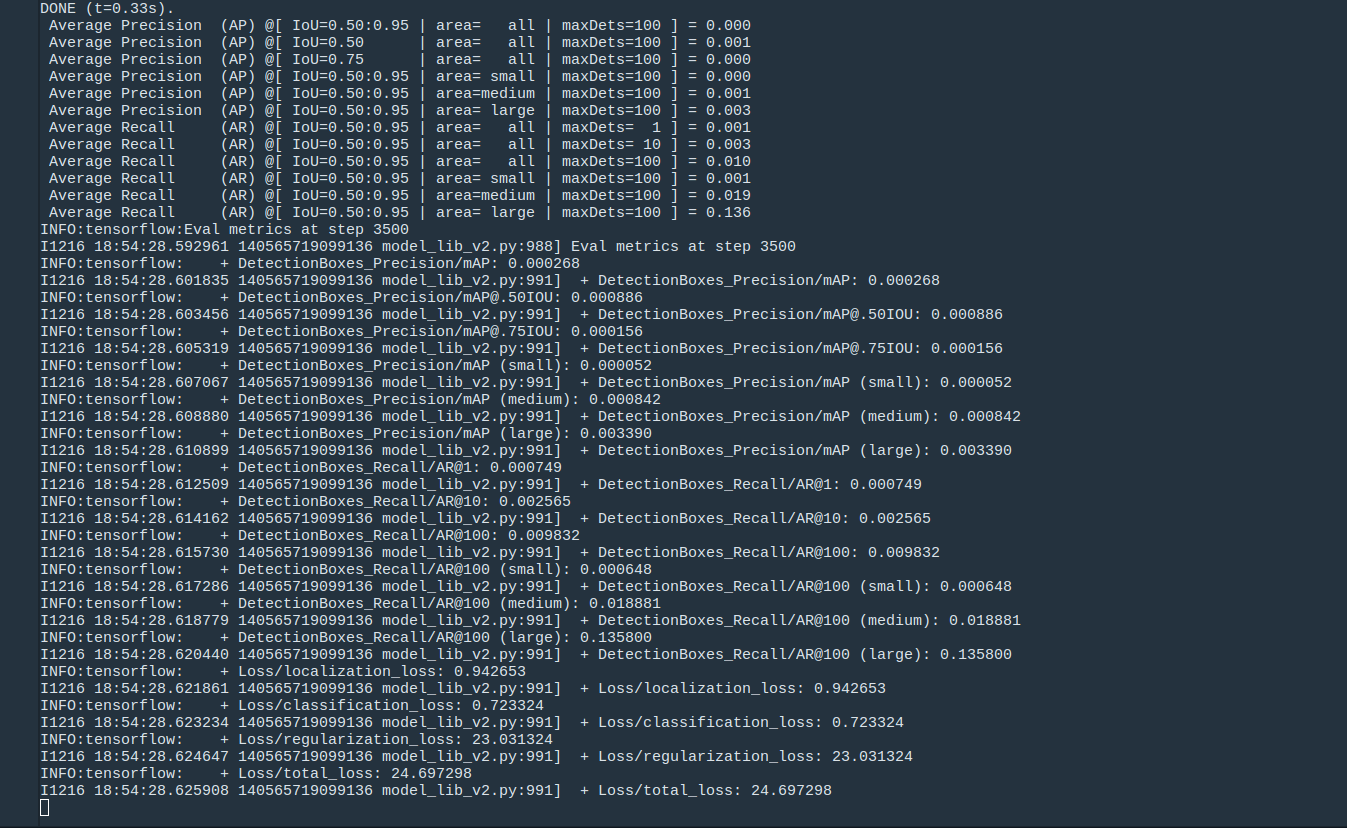 DONE (t=0.33s).
 Average Precision  (AP) @[ IoU=0.50:0.95 | area=   all | maxDets=100 ] = 0.000
 Average Precision  (AP) @[ IoU=0.50      | area=   all | maxDets=100 ] = 0.001
 Average Precision  (AP) @[ IoU=0.75      | area=   all | maxDets=100 ] = 0.000
 Average Precision  (AP) @[ IoU=0.50:0.95 | area= small | maxDets=100 ] = 0.000
 Average Precision  (AP) @[ IoU=0.50:0.95 | area=medium | maxDets=100 ] = 0.001
 Average Precision  (AP) @[ IoU=0.50:0.95 | area= large | maxDets=100 ] = 0.003
 Average Recall     (AR) @[ IoU=0.50:0.95 | area=   all | maxDets=  1 ] = 0.001
 Average Recall     (AR) @[ IoU=0.50:0.95 | area=   all | maxDets= 10 ] = 0.003
 Average Recall     (AR) @[ IoU=0.50:0.95 | area=   all | maxDets=100 ] = 0.010
 Average Recall     (AR) @[ IoU=0.50:0.95 | area= small | maxDets=100 ] = 0.001
 Average Recall     (AR) @[ IoU=0.50:0.95 | area=medium | maxDets=100 ] = 0.019
 Average Recall     (AR) @[ IoU=0.50:0.95 | area= large | maxDets=100 ] = 0.136
INFO:tensorflow:Eval metrics at step 3500
I1216 18:54:28.592961 140565719099136 model_lib_v2.py:988] Eval metrics at step 3500
INFO:tensorflow:    + DetectionBoxes_Precision/mAP: 0.000268
I1216 18:54:28.601835 140565719099136 model_lib_v2.py:991]  + DetectionBoxes_Precision/mAP: 0.000268
INFO:tensorflow:    + DetectionBoxes_Precision/mAP@.50IOU: 0.000886
I1216 18:54:28.603456 140565719099136 model_lib_v2.py:991]  + DetectionBoxes_Precision/mAP@.50IOU: 0.000886
INFO:tensorflow:    + DetectionBoxes_Precision/mAP@.75IOU: 0.000156
I1216 18:54:28.605319 140565719099136 model_lib_v2.py:991]  + DetectionBoxes_Precision/mAP@.75IOU: 0.000156
INFO:tensorflow:    + DetectionBoxes_Precision/mAP (small): 0.000052
I1216 18:54:28.607067 140565719099136 model_lib_v2.py:991]  + DetectionBoxes_Precision/mAP (small): 0.000052
INFO:tensorflow:    + DetectionBoxes_Precision/mAP (medium): 0.000842
I1216 18:54:28.608880 140565719099136 model_lib_v2.py:991]  + DetectionBoxes_Precision/mAP (medium): 0.000842
INFO:tensorflow:    + DetectionBoxes_Precision/mAP (large): 0.003390
I1216 18:54:28.610899 140565719099136 model_lib_v2.py:991]  + DetectionBoxes_Precision/mAP (large): 0.003390
INFO:tensorflow:    + DetectionBoxes_Recall/AR@1: 0.000749
I1216 18:54:28.612509 140565719099136 model_lib_v2.py:991]  + DetectionBoxes_Recall/AR@1: 0.000749
INFO:tensorflow:    + DetectionBoxes_Recall/AR@10: 0.002565
I1216 18:54:28.614162 140565719099136 model_lib_v2.py:991]  + DetectionBoxes_Recall/AR@10: 0.002565
INFO:tensorflow:    + DetectionBoxes_Recall/AR@100: 0.009832
I1216 18:54:28.615730 140565719099136 model_lib_v2.py:991]  + DetectionBoxes_Recall/AR@100: 0.009832
INFO:tensorflow:    + DetectionBoxes_Recall/AR@100 (small): 0.000648
I1216 18:54:28.617286 140565719099136 model_lib_v2.py:991]  + DetectionBoxes_Recall/AR@100 (small): 0.000648
INFO:tensorflow:    + DetectionBoxes_Recall/AR@100 (medium): 0.018881
I1216 18:54:28.618779 140565719099136 model_lib_v2.py:991]  + DetectionBoxes_Recall/AR@100 (medium): 0.018881
INFO:tensorflow:    + DetectionBoxes_Recall/AR@100 (large): 0.135800
I1216 18:54:28.620440 140565719099136 model_lib_v2.py:991]  + DetectionBoxes_Recall/AR@100 (large): 0.135800
INFO:tensorflow:    + Loss/localization_loss: 0.942653
I1216 18:54:28.621861 140565719099136 model_lib_v2.py:991]  + Loss/localization_loss: 0.942653
INFO:tensorflow:    + Loss/classification_loss: 0.723324
I1216 18:54:28.623234 140565719099136 model_lib_v2.py:991]  + Loss/classification_loss: 0.723324
INFO:tensorflow:    + Loss/regularization_loss: 23.031324
I1216 18:54:28.624647 140565719099136 model_lib_v2.py:991]  + Loss/regularization_loss: 23.031324
INFO:tensorflow:    + Loss/total_loss: 24.697298
I1216 18:54:28.625908 140565719099136 model_lib_v2.py:991]  + Loss/total_loss: 24.697298